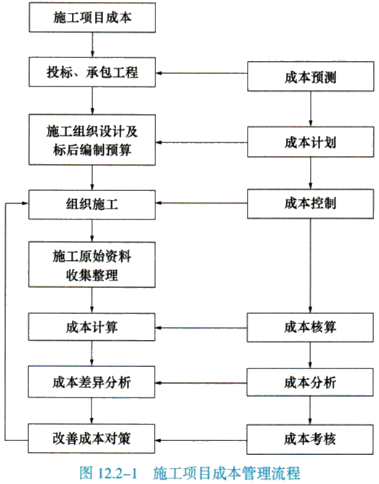 施工项目成本
投标、承包工程
成本预测
施工组织设计及
标后编制预算
成本计划
组织施工
成本控制
施工原始资料
收集整理
成本计算
成本核算
成本差异分析
成本分析
改善成本对策
成本考核
图 12.2-1 施工项目成本管理流程